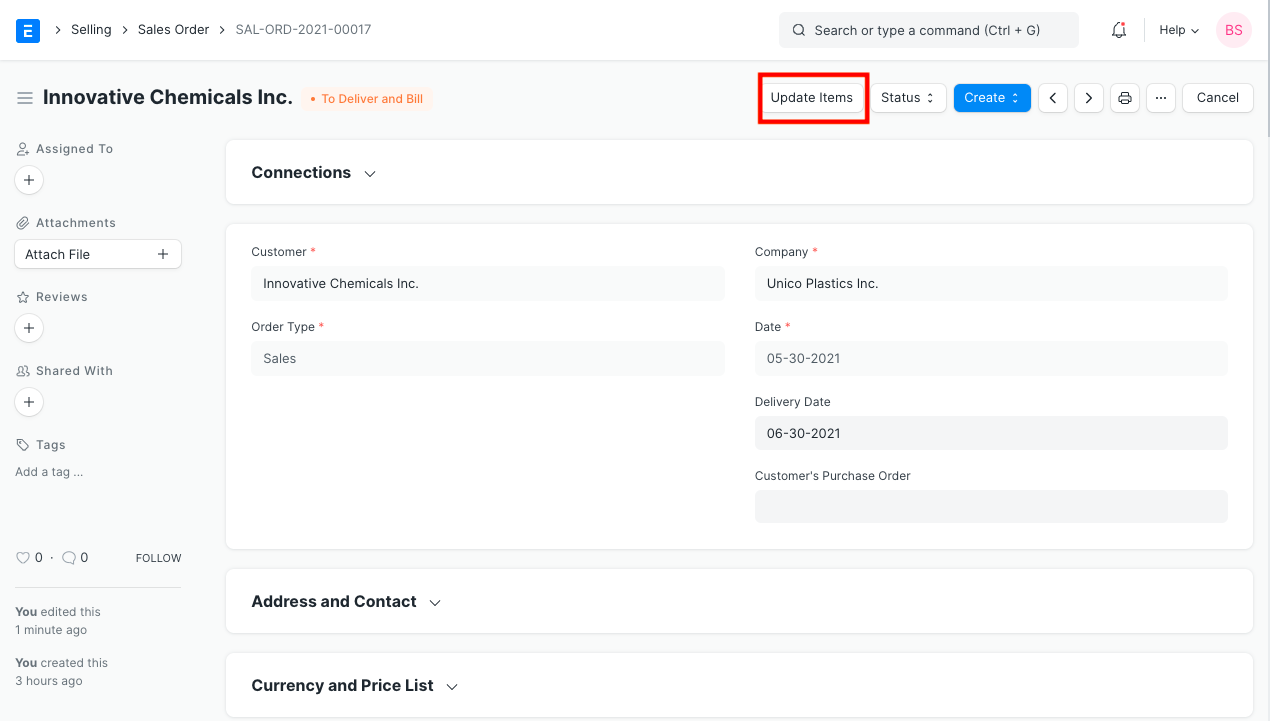 E Selling Sales Order SAL-ORD-2021-00017 Search or type a command (Ctrl + G) Help BS
Innovative Chemicals Inc. • To Deliver and Bill Update Items Status Create ... Cancel
Assigned To
+
Attachments
Attach File +
Reviews
+
Shared With
+
Tags
Add a tag ...
0 · 0 FOLLOW
You edited this
1 minute ago
You created this
3 hours ago
Connections
Customer *
Innovative Chemicals Inc.
Order Type *
Sales
Company *
Unico Plastics Inc.
Date *
05-30-2021
Delivery Date
06-30-2021
Customer's Purchase Order
Address and Contact
Currency and Price List